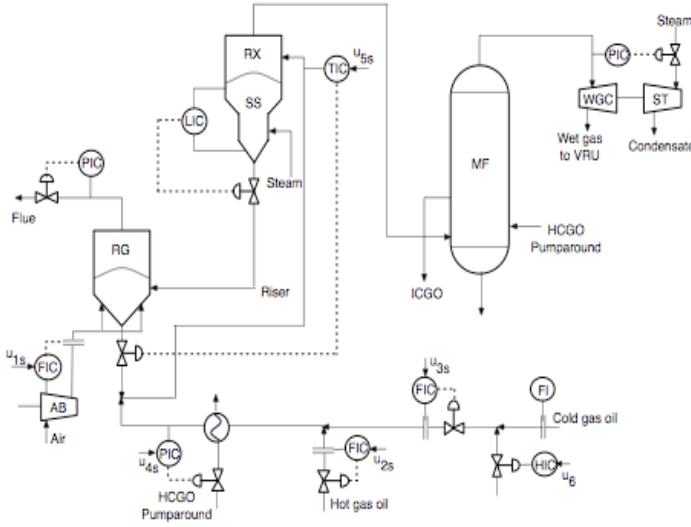 Steam
RX
TIC
u5s
PIC
SS
WGC
ST
LIC
Wet gas
to VRU
Condensate
PIC
MF
Steam
Flue
RG
HCGO
Pumparound
Riser
ICGO
u1s
FIC
u3s
FIC
FI
AB
Cold gas oil
Air
u4s
PIC
FIC
u2s
HIC
u6
HCGO
Pumparound
Hot gas oil